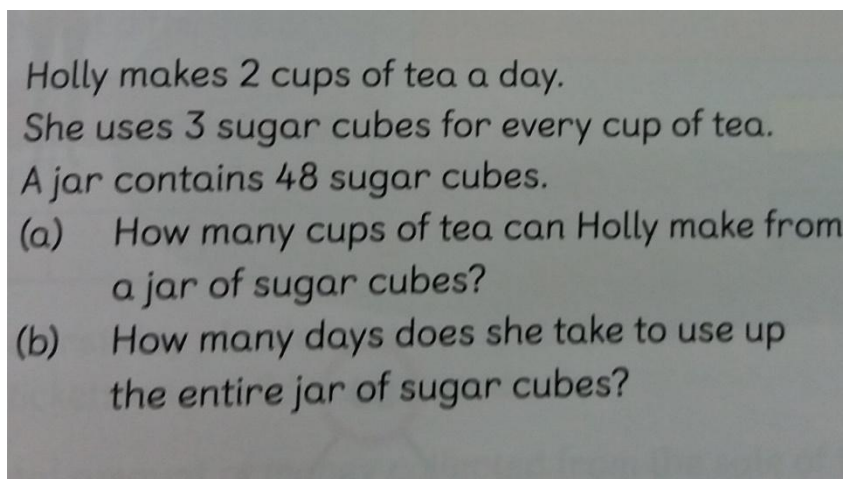 Holly makes 2 cups of tea a day.
She uses 3 sugar cubes for every cup of tea.
A jar contains 48 sugar cubes.
(a) How many cups of tea can Holly make from
a jar of sugar cubes?
(b) How many days does she take to use up
the entire jar of sugar cubes?